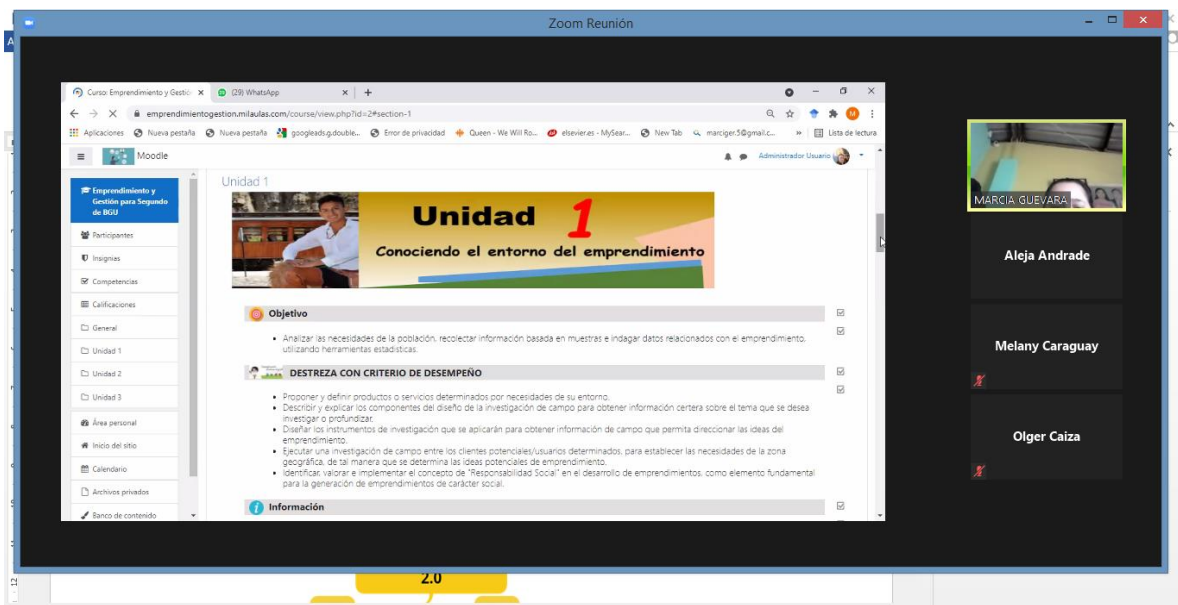 Zoom Reunión
Curso: Emprendimiento y Gestió
(29) WhatsApp
emprendimientogestion.milaulas.com/course/view.php?id=2#section-1
Aplicaciones
Nueva pestaña
Nueva pestaña
googleads.g.double...
Error de privacidad
Queen - We Will Ro...
elsevier.es - MySear...
New Tab
marciger.5@gmail.c...
»
Lista de lectura
Moodle
Administrador Usuario
Emprendimiento y
Gestión para Segundo
de BGU
Participantes
Insignias
Competencias
Calificaciones
General
Unidad 1
Unidad 2
Unidad 3
Área personal
Inicio del sitio
Calendario
Archivos privados
Banco de contenido
Unidad 1
Unidad 1
Conociendo el entorno del emprendimiento
Objetivo
• Analizar las necesidades de la población, recolectar información basada en muestras e indagar datos relacionados con el emprendimiento,
utilizando herramientas estadísticas.
DESTREZA CON CRITERIO DE DESEMPEÑO
• Proponer y definir productos o servicios determinados por necesidades de su entorno.
• Describir y explicar los componentes del diseño de la investigación de campo para obtener información certera sobre el tema que se desea
investigar o profundizar.
• Diseñar los instrumentos de investigación que se aplicarán para obtener información de campo que permita direccionar las ideas del
emprendimiento.
• Ejecutar una investigación de campo entre los clientes potenciales/usuarios determinados, para establecer las necesidades de la zona
geográfica, de tal manera que se determina las ideas potenciales de emprendimiento.
• Identificar, valorar e implementar el concepto de "Responsabilidad Social" en el desarrollo de emprendimientos, como elemento fundamental
para la generación de emprendimientos de carácter social.
Información
MARCIA GUEVARA
Aleja Andrade
Melany Caraguay
Olger Caiza
2.0
12